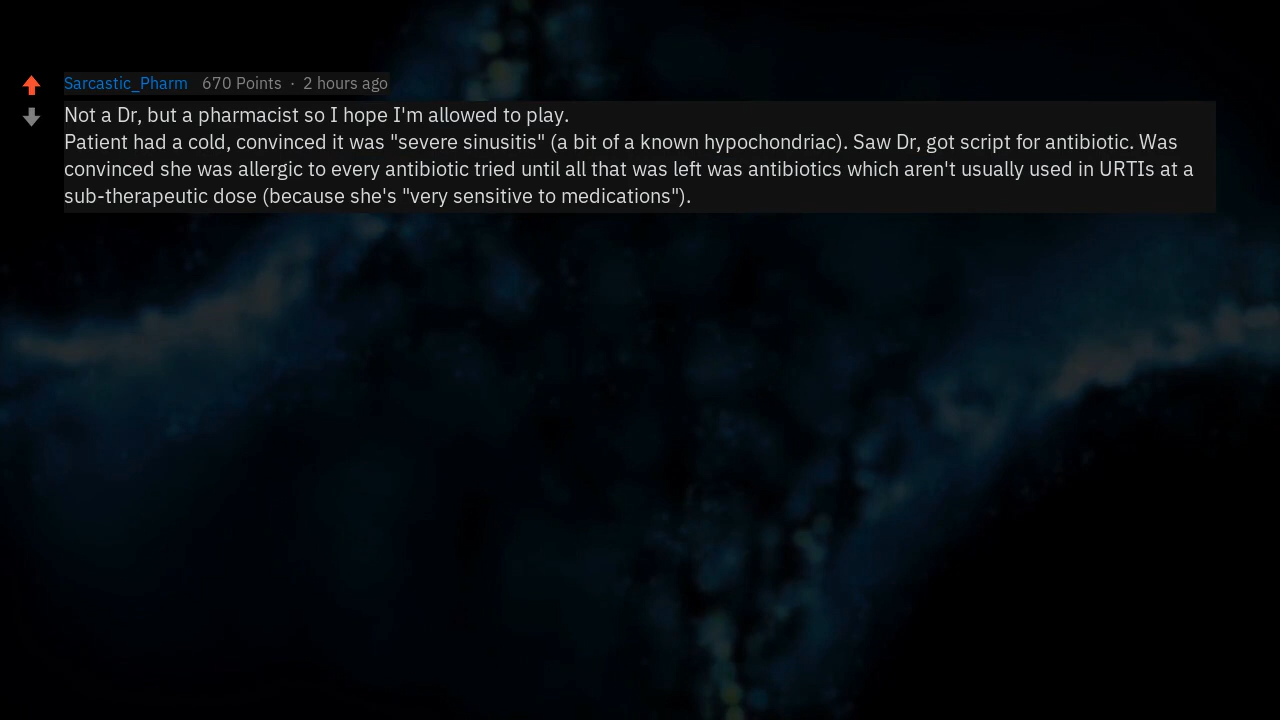 Sarcastic_Pharm 670 Points · 2 hours ago
Not a Dr, but a pharmacist so I hope I'm allowed to play.
Patient had a cold, convinced it was "severe sinusitis" (a bit of a known hypochondriac). Saw Dr, got script for antibiotic. Was
convinced she was allergic to every antibiotic tried until all that was left was antibiotics which aren't usually used in URTIs at a
sub-therapeutic dose (because she's "very sensitive to medications").